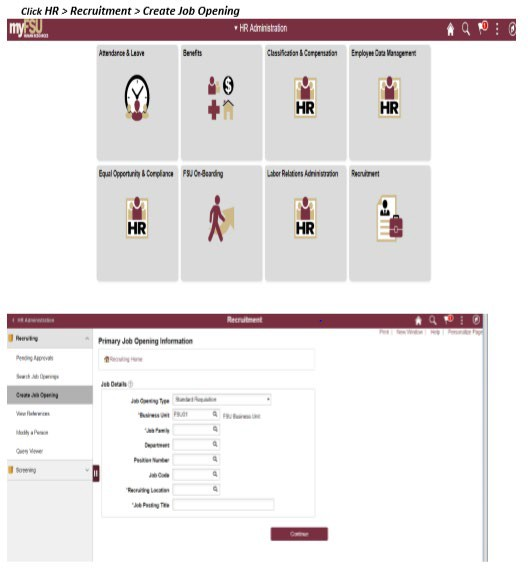 Click HR > Recruitment > Create Job Opening
myFSU
HR Administration
Attendance & Leave
Benefits
Classification & Compensation
Employee Data Management
HR
HR
Equal Opportunity & Compliance
FSU On-Boarding
Labor Relations Administration
Recruitment
HR
HR
HR Administration
Recruitment
Print | New Window | Help | Personalize Page
Recruiting
Pending Approvals
Search Job Openings
Create Job Opening
View References
Modify a Person
Query Viewer
Screening
Primary Job Opening Information
Recruiting Home
Job Details
Job Opening Type Standard Requisition
*Business Unit FSU01 FSU Business Unit
*Job Family
Department
Position Number
Job Code
*Recruiting Location
*Job Posting Title
Continue